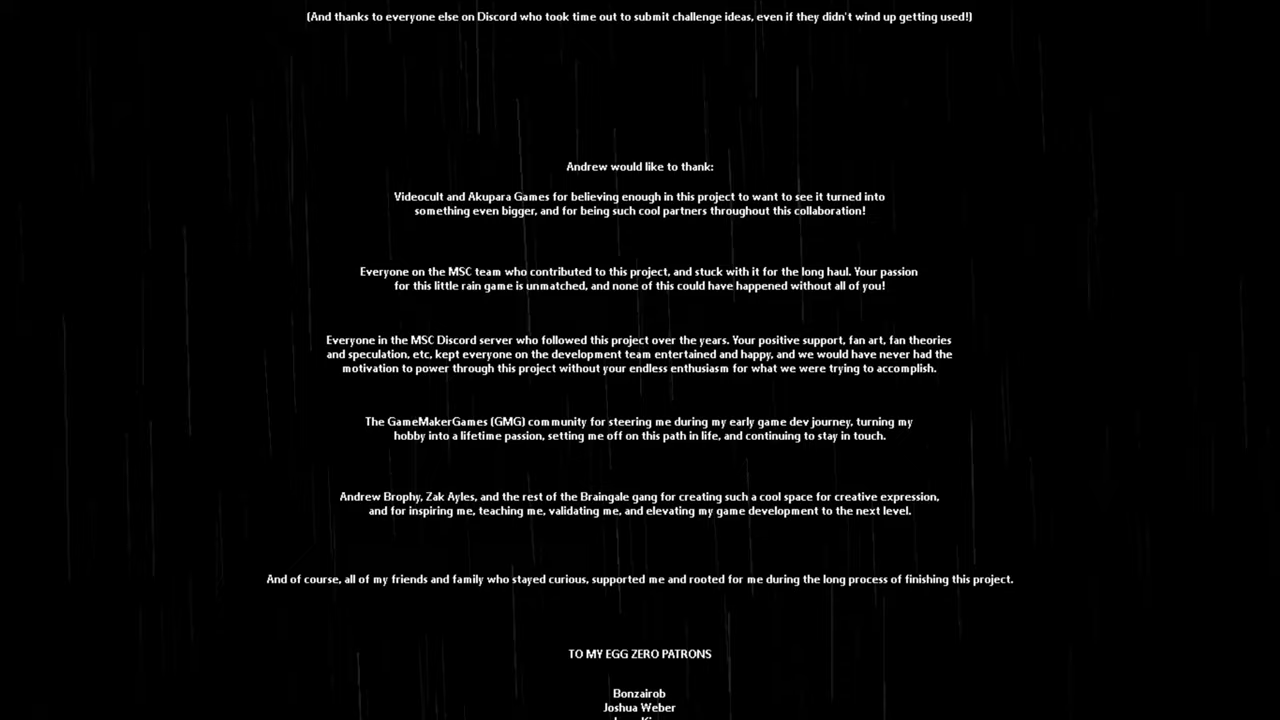 (And thanks to everyone else on Discord who took time out to submit challenge ideas, even if they didn't wind up getting used!)
Andrew would like to thank:
Videocult and Akupara Games for believing enough in this project to want to see it turned into
something even bigger, and for being such cool partners throughout this collaboration!
Everyone on the MSC team who contributed to this project, and stuck with it for the long haul. Your passion
for this little rain game is unmatched, and none of this could have happened without all of you!
Everyone in the MSC Discord server who followed this project over the years. Your positive support, fan art, fan theories
and speculation, etc, kept everyone on the development team entertained and happy, and we would have never had the
motivation to power through this project without your endless enthusiasm for what we were trying to accomplish.
The GameMakerGames (GMG) community for steering me during my early game dev journey, turning my
hobby into a lifetime passion, setting me off on this path in life, and continuing to stay in touch.
Andrew Brophy, Zak Ayles, and the rest of the Braingale gang for creating such a cool space for creative expression,
and for inspiring me, teaching me, validating me, and elevating my game development to the next level.
And of course, all of my friends and family who stayed curious, supported me and rooted for me during the long process of finishing this project.
TO MY EGG ZERO PATRONS
Bonzairob
Joshua Weber